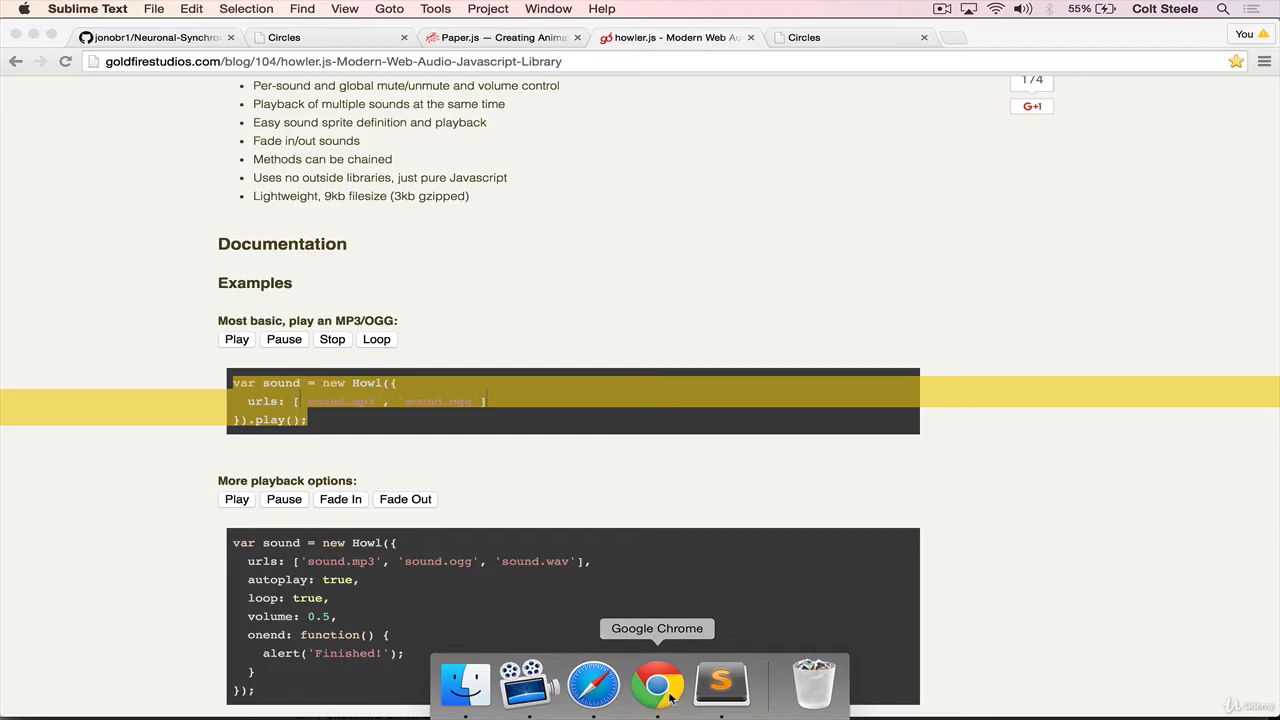 Sublime Text File Edit Selection Find View Goto Tools Project Window Help 55% Colt Steele
jonobr1/Neuronal-Synchro Circles Paper.js — Creating Anima howler.js - Modern Web Au Circles You
goldfirestudios.com/blog/104/howler.js-Modern-Web-Audio-Javascript-Library
174
• Per-sound and global mute/unmute and volume control
• Playback of multiple sounds at the same time
G+1
• Easy sound sprite definition and playback
• Fade in/out sounds
• Methods can be chained
• Uses no outside libraries, just pure Javascript
• Lightweight, 9kb filesize (3kb gzipped)
Documentation
Examples
Most basic, play an MP3/OGG:
Play Pause Stop Loop
var sound = new Howl({
urls: ['sound.mp3', 'sound.ogg']
}).play();
More playback options:
Play Pause Fade In Fade Out
var sound = new Howl({
urls: ['sound.mp3', 'sound.ogg', 'sound.wav'],
autoplay: true,
loop: true,
volume: 0.5,
onend: function() {
alert('Finished!');
}
});
Google Chrome
S
Udemy